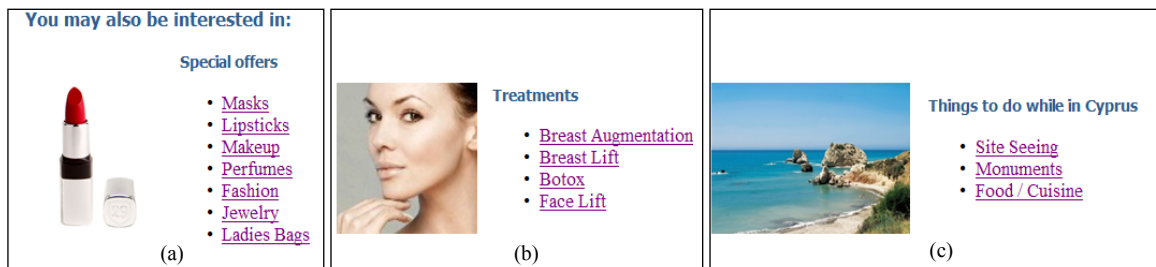 You may also be interested in:
Special offers
• Masks
• Lipsticks
• Makeup
• Perfumes
• Fashion
• Jewelry
• Ladies Bags
(a)
Treatments
• Breast Augmentation
• Breast Lift
• Botox
• Face Lift
(b)
Things to do while in Cyprus
• Site Seeing
• Monuments
• Food / Cuisine
(c)